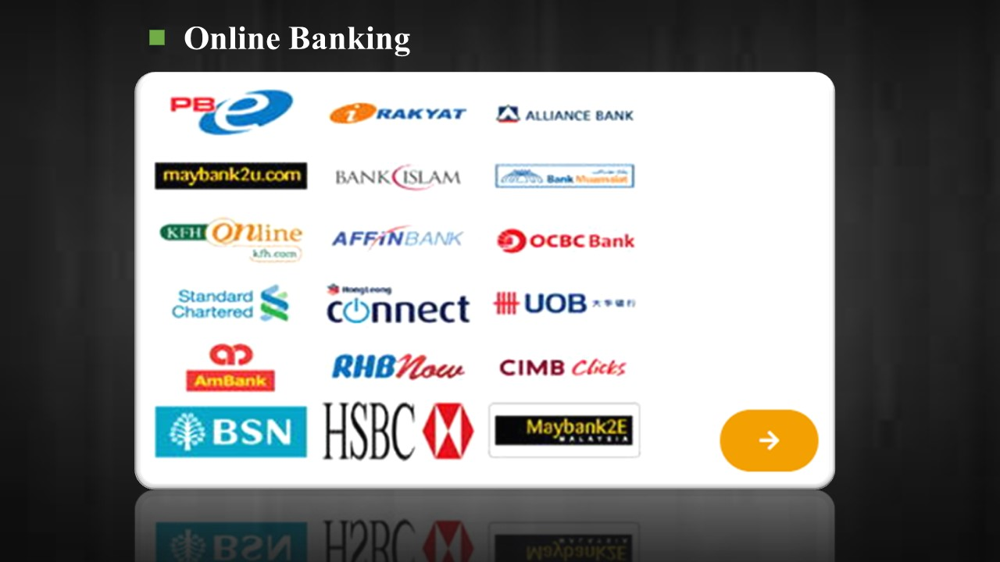 Online Banking
PBe
i RAKYAT
ALLIANCE BANK
maybank2u.com
BANK ISLAM
Bank Muamalat
KFH online
kfh.com
AFFINBANK
OCBC Bank
Standard
Chartered
HongLeong
connect
UOB 大华银行
AmBank
RHB Now
CIMB Clicks
BSN
HSBC
Maybank2E
MALAYSIA